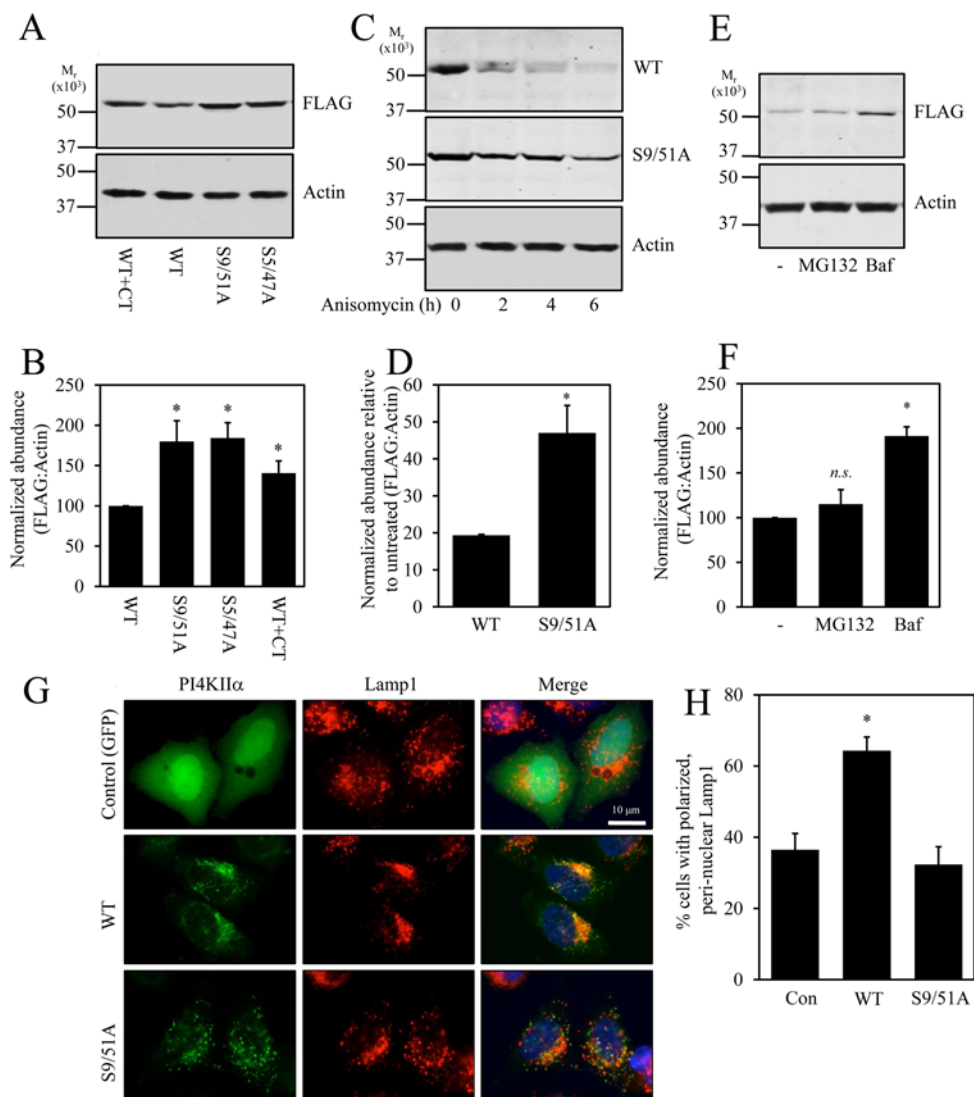 A
Mr
(x10³)
50
37
FLAG
50
37
Actin
WT+CT
WT
S9/51A
S5/47A
C
Mr
(x10³)
50
37
WT
50
37
S9/51A
50
37
Actin
Anisomycin (h) 0 2 4 6
E
Mr
(x10³)
50
37
FLAG
50
37
Actin
- MG132 Baf
B
Normalized abundance
(FLAG:Actin)
250
200
150
100
50
0
*
*
*
WT
S9/51A
S5/47A
WT+CT
D
Normalized abundance relative
to untreated (FLAG:Actin)
60
50
40
30
20
10
0
*
WT S9/51A
F
Normalized abundance
(FLAG:Actin)
250
200
150
100
50
0
n.s.
*
- MG132 Baf
G
PI4KIIα Lamp1 Merge
Control (GFP)
10 μm
WT
S9/51A
H
% cells with polarized,
peri-nuclear Lamp1
80
60
40
20
0
*
Con WT S9/51A